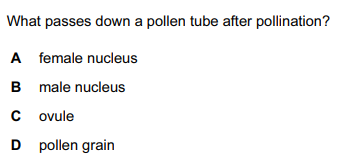 What passes down a pollen tube after pollination?
A female nucleus
B male nucleus
C ovule
D pollen grain